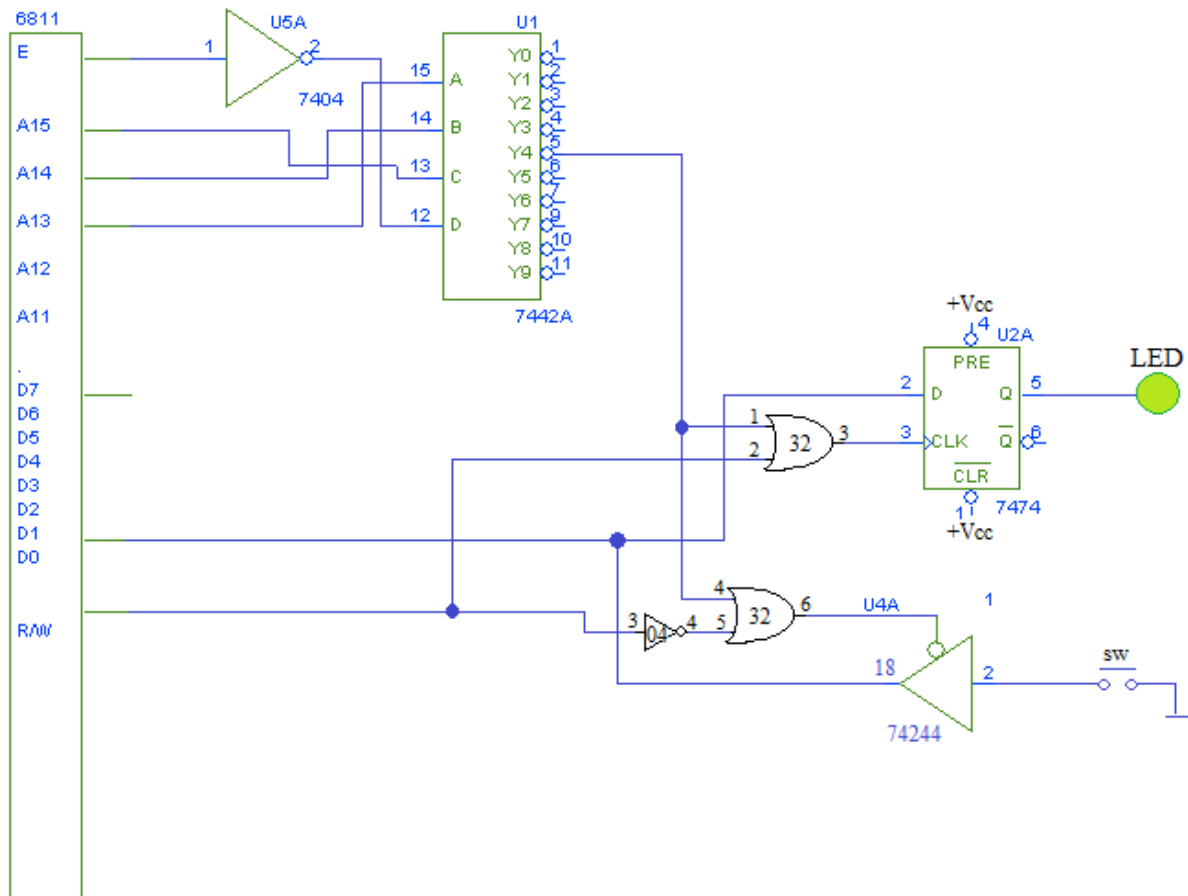 6811
E
A15
A14
A13
A12
A11
.
D7
D6
D5
D4
D3
D2
D1
D0
R/W
1
U5A
2
7404
U1
15
A
14
B
13
C
12
D
Y0
1
Y1
2
Y2
3
Y3
4
Y4
5
Y5
6
Y6
7
Y7
9
Y8
10
Y9
11
7442A
+Vcc
4
U2A
PRE
2
D
Q
5
LED
3
CLK
Q
6
CLR
1
7474
+Vcc
1
2
32
3
4
5
32
6
3
04
4
U4A
1
18
2
74244
sw